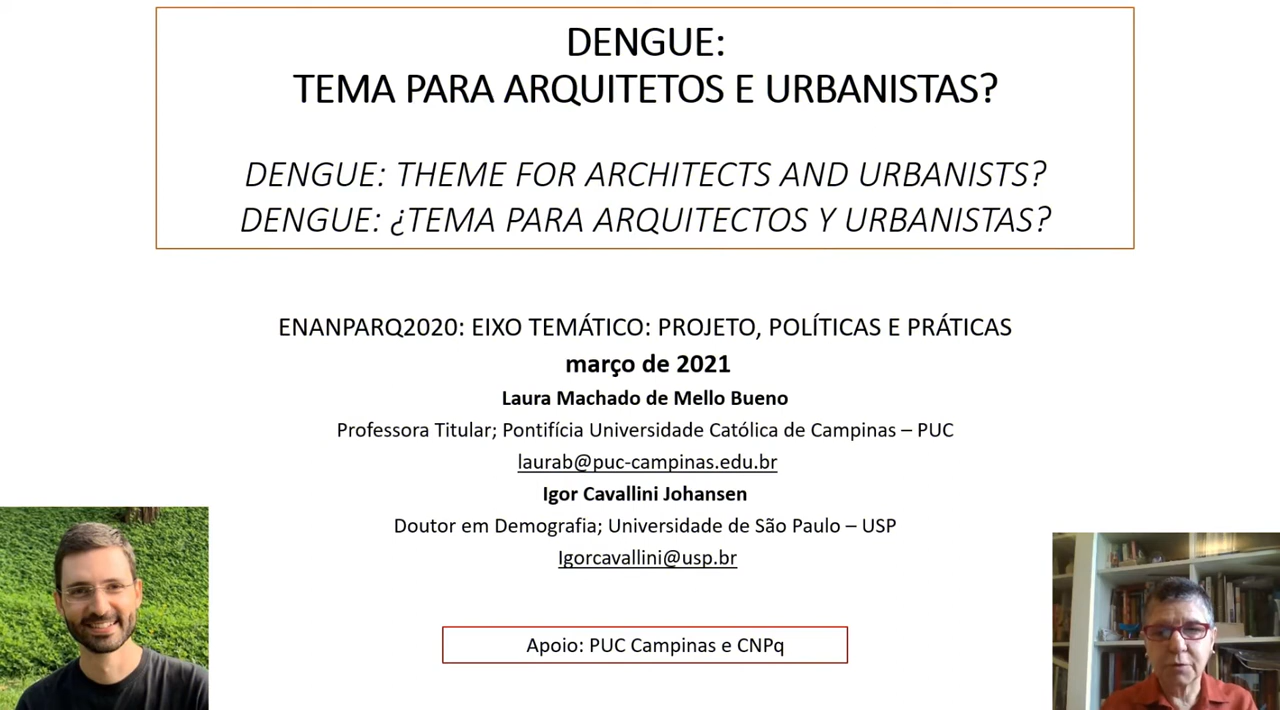 DENGUE:
TEMA PARA ARQUITETOS E URBANISTAS?
DENGUE: THEME FOR ARCHITECTS AND URBANISTS?
DENGUE: ¿TEMA PARA ARQUITECTOS Y URBANISTAS?
ENANPARQ2020: EIXO TEMÁTICO: PROJETO, POLÍTICAS E PRÁTICAS
março de 2021
Laura Machado de Mello Bueno
Professora Titular; Pontifícia Universidade Católica de Campinas – PUC
laurab@puc-campinas.edu.br
Igor Cavallini Johansen
Doutor em Demografia; Universidade de São Paulo – USP
Igorcavallini@usp.br
Apoio: PUC Campinas e CNPq